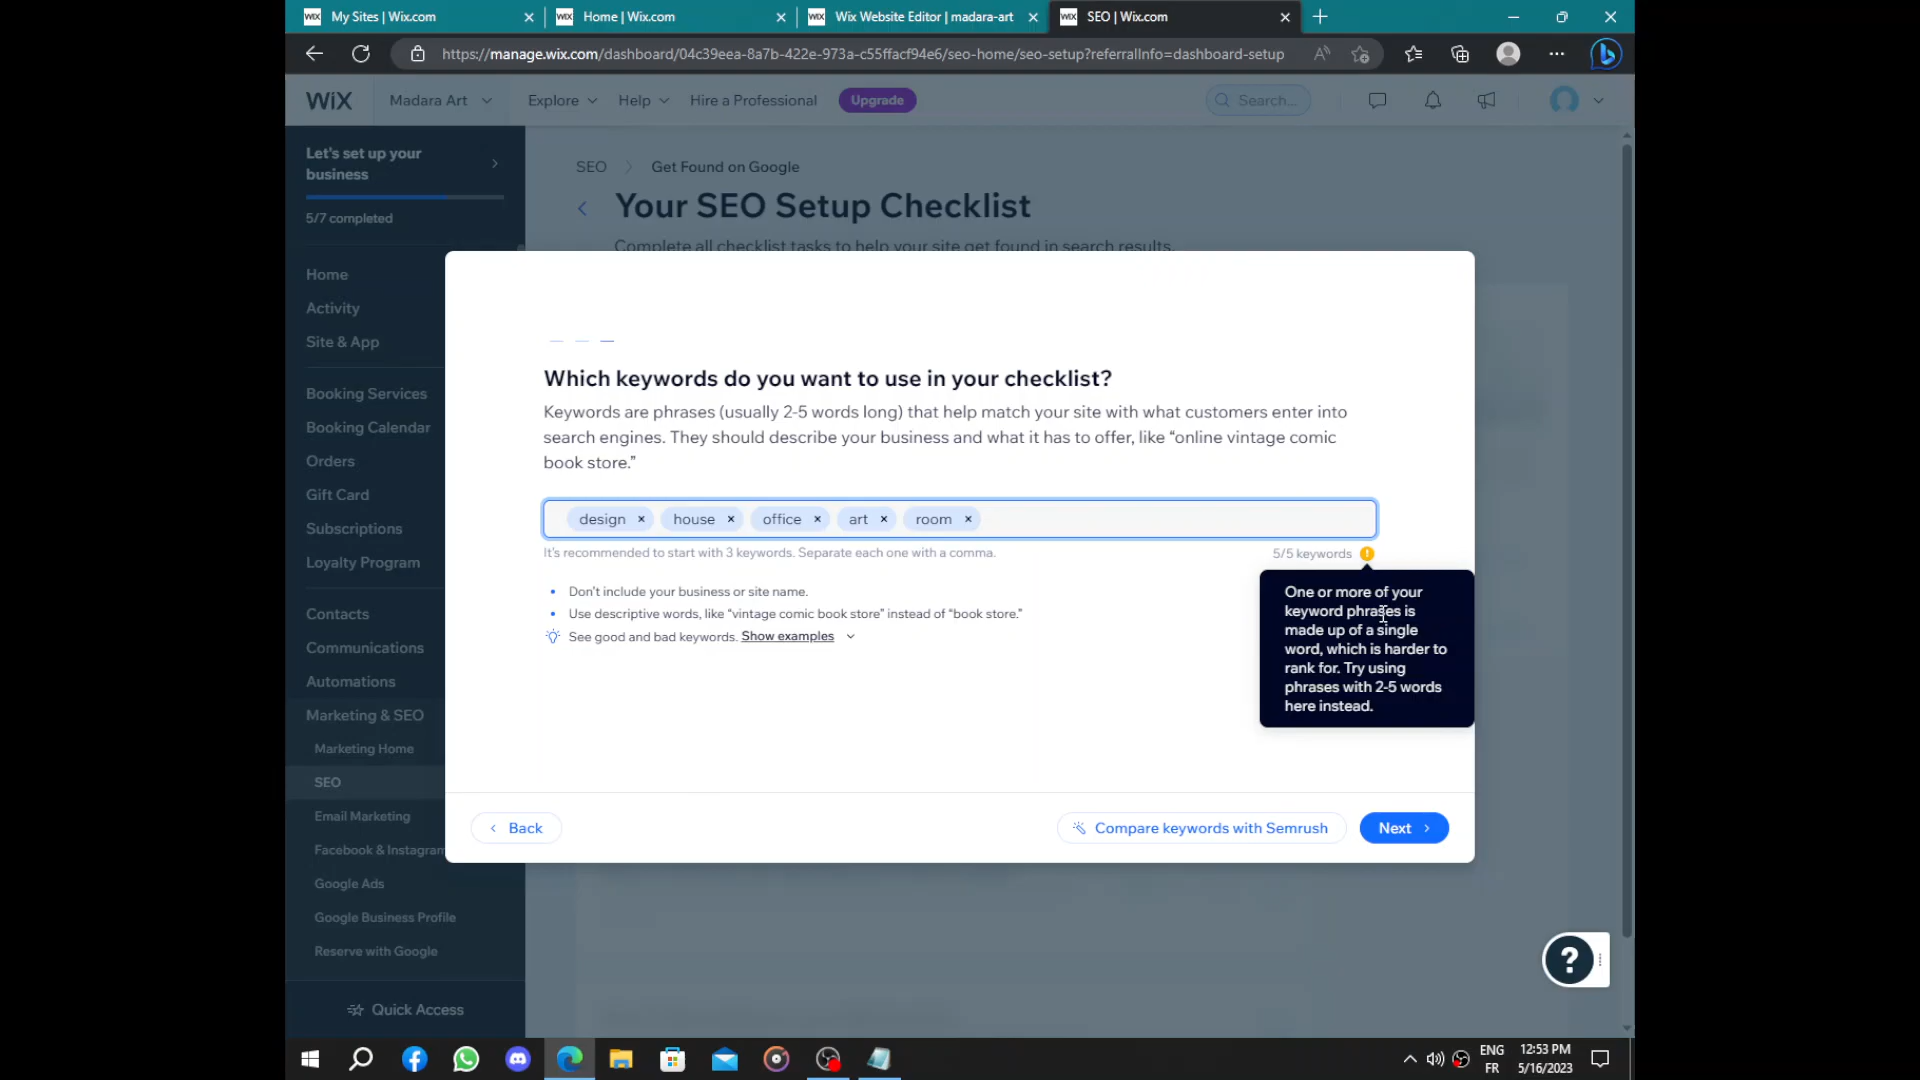 My Sites | Wix.com
Home | Wix.com
Wix Website Editor | madara-art
SEO | Wix.com
https://manage.wix.com/dashboard/04c39eea-8a7b-422e-973a-c55ffacf94e6/seo-home/seo-setup?referralInfo=dashboard-setup
WiX
Madara Art
Explore
Help
Hire a Professional
Upgrade
Search...
Let's set up your
business
5/7 completed
Home
Activity
Site & App
Booking Services
Booking Calendar
Orders
Gift Card
Subscriptions
Loyalty Program
Contacts
Communications
Automations
Marketing & SEO
Marketing Home
SEO
Email Marketing
Facebook & Instagram
Google Ads
Google Business Profile
Reserve with Google
Quick Access
SEO > Get Found on Google
Your SEO Setup Checklist
Complete all checklist tasks to help your site get found in search results.
Which keywords do you want to use in your checklist?
Keywords are phrases (usually 2-5 words long) that help match your site with what customers enter into
search engines. They should describe your business and what it has to offer, like “online vintage comic
book store.”
design × house × office × art × room ×
It's recommended to start with 3 keywords. Separate each one with a comma.
5/5 keywords
Don't include your business or site name.
Use descriptive words, like “vintage comic book store” instead of “book store.”
See good and bad keywords. Show examples
One or more of your
keyword phrases is
made up of a single
word, which is harder to
rank for. Try using
phrases with 2-5 words
here instead.
Back
Compare keywords with Semrush
Next
?
ENG
FR
12:53 PM
5/16/2023